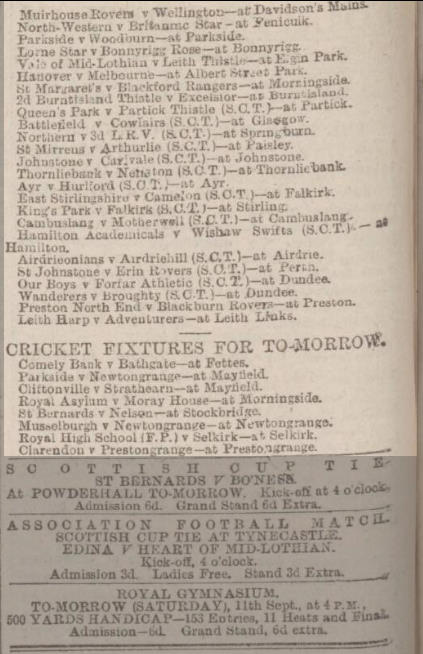 Muirhouse Rovers v Wellington—at Davidson's Mains.
North-Western v Britannic Star—at Penicuik.
Parkside v Woodburn—at Parkside.
Lorne Star v Bonnyrigg Rose—at Bonnyrigg.
Vale of Mid-Lothian v Leith Thistle—at Elgin Park.
Hanover v Melbourne—at Albert Street Park.
St Margaret's v Blackford Rangers—at Morningside.
2d Burntisland Thistle v Excelsior—at Burntisland.
Queen's Park v Partick Thistle (S.C.T.)—at Partick.
Battlefield v Cowlairs (S.C.T.)—at Glasgow.
Northern v 3d L.R.V. (S.C.T.)—at Springburn.
St Mirrens v Arthurlie (S.C.T.)—at Paisley.
Johnstone v Cartvale (S.C.T.)—at Johnstone.
Thornliebank v Neilston (S.C.T.)—at Thornliebank.
Ayr v Hurlford (S.C.T.)—at Ayr.
East Stirlingshire v Camelon (S.C.T.)—at Falkirk.
King's Park v Falkirk (S.C.T.)—at Stirling.
Cambuslang v Motherwell (S.C.T.)—at Cambuslang.
Hamilton Academicals v Wishaw Swifts (S.C.T.)—at
Hamilton.
Airdrieonians v Airdriehill (S.C.T.)—at Airdrie.
St Johnstone v Erin Rovers (S.C.T.)—at Perth.
Our Boys v Forfar Athletic (S.C.T.)—at Dundee.
Wanderers v Broughty (S.C.T.)—at Dundee.
Preston North End v Blackburn Rovers—at Preston.
Leith Harp v Adventurers—at Leith Links.
CRICKET FIXTURES FOR TO-MORROW.
Comely Bank v Bathgate—at Fettes.
Parkside v Newtongrange—at Mayfield.
Cliftonville v Strathearn—at Mayfield.
Royal Asylum v Moray House—at Morningside.
St Bernards v Nelson—at Stockbridge.
Musselburgh v Newtongrange—at Newtongrange.
Royal High School (F.P.) v Selkirk—at Selkirk.
Clarendon v Prestongrange—at Prestongrange.
SCOTTISH CUP TIE
ST BERNARDS V BO'NESS.
At POWDERHALL TO-MORROW. Kick-off at 4 o'clock.
Admission 6d. Grand Stand 6d Extra.
ASSOCIATION FOOTBALL MATCH.
SCOTTISH CUP TIE AT TYNECASTLE.
EDINA V HEART OF MID-LOTHIAN.
Kick-off, 4 o'clock.
Admission 3d. Ladies Free. Stand 3d Extra.
ROYAL GYMNASIUM.
TO-MORROW (SATURDAY), 11th Sept., at 4 P.M.,
500 YARDS HANDICAP—153 Entries, 11 Heats and Final.
Admission—6d. Grand Stand, 6d extra.